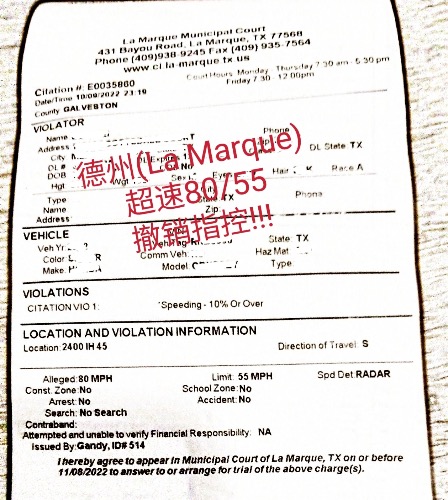 La Marque Municipal Court
431 Bayou Road, La Marque, TX 77568
Phone (409)938-9245 Fax (409) 935-7564
www.ci.la-marque.tx.us
Court Hours: Monday Thursday 7:30 am - 5:30 pm
Friday 7:30 - 12:00pm
Citation #: E0035860
Date/Time: 10/09/2022 21:19
County GALVESTON
VIOLATOR
Name
Address
Phone
City
DL State TX
DL #
DOB
Hgt Wgt Sex Eyes Hair Race A
Type
Name
Address
State TX
Zip
Phone
德州(La Marque)
超速80/55
撤销指控!!!
VEHICLE
Veh Yr
Veh Tag
State: TX
Color
Comm Veh:
Haz Mat
Make:
Model:
Type
VIOLATIONS
CITATION VIO 1: *Speeding - 10% Or Over
LOCATION AND VIOLATION INFORMATION
Location: 2400 IH 45 Direction of Travel: S
Alleged: 80 MPH Limit: 55 MPH Spd Det RADAR
Const. Zone: No School Zone: No
Arrest: No Accident: No
Search: No Search
Contraband:
Attempted and unable to verify Financial Responsibility: NA
Issued By: Gandy, ID# 514
I hereby agree to appear in Municipal Court of La Marque, TX on or before
11/08/2022 to answer to or arrange for trial of the above charge(s).